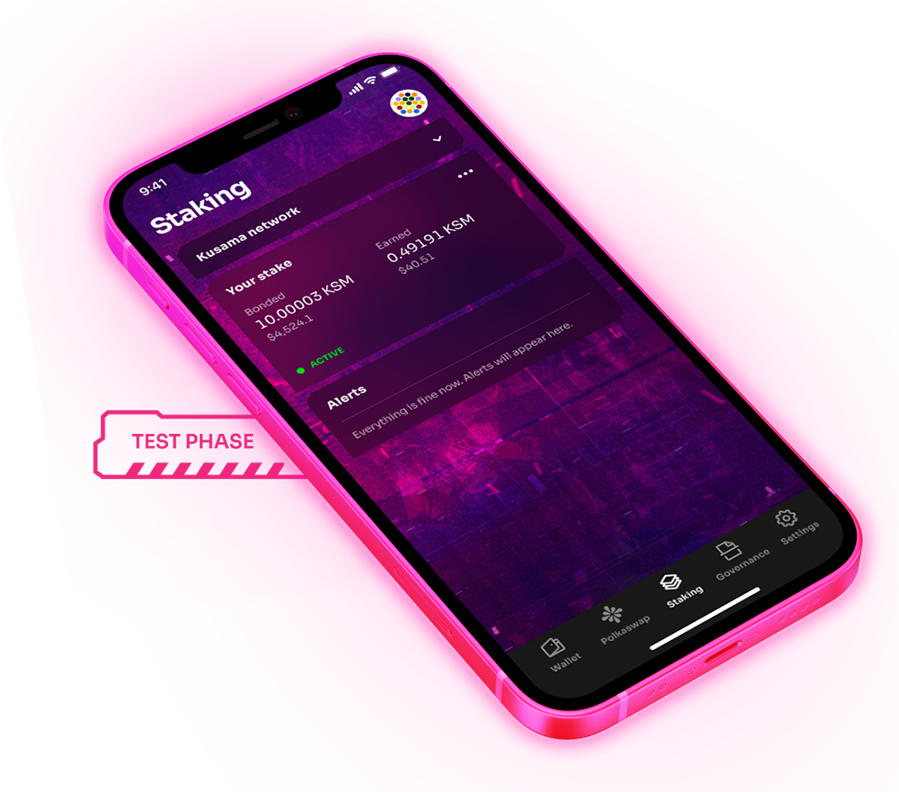 9:41
Staking
Kusama network
Your stake
Bonded
10.00003 KSM
$4,524.1
Earned
0.49191 KSM
$40.51
ACTIVE
Alerts
Everything is fine now. Alerts will appear here.
TEST PHASE
Wallet
Polkaswap
Staking
Governance
Settings